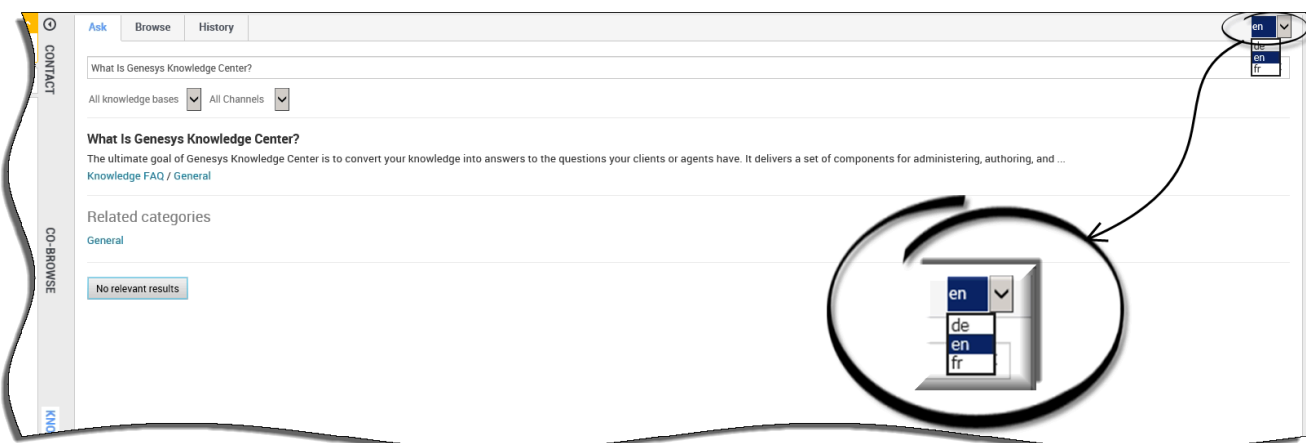 Ask Browse History
en
de
en
fr
CONTACT
What Is Genesys Knowledge Center?
All knowledge bases All Channels
What Is Genesys Knowledge Center?
The ultimate goal of Genesys Knowledge Center is to convert your knowledge into answers to the questions your clients or agents have. It delivers a set of components for administering, authoring, and ...
Knowledge FAQ / General
Related categories
General
CO-BROWSE
No relevant results
en
de
en
fr
KNO